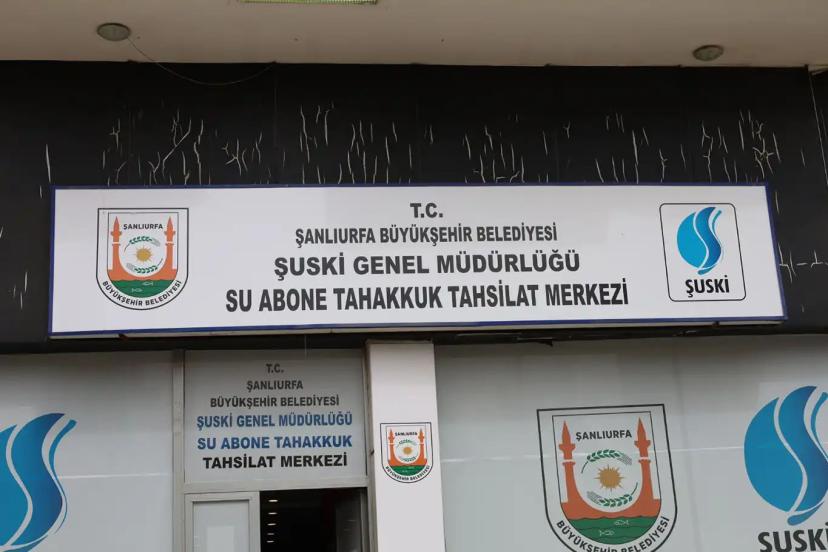 T.C.
ŞANLIURFA BÜYÜKŞEHİR BELEDİYESİ
ŞUSKİ GENEL MÜDÜRLÜĞÜ
SU ABONE TAHAKKUK TAHSİLAT MERKEZİ
ŞANLIURFA
BÜYÜKŞEHİR BELEDİYESİ
ŞUSKİ
T.C.
ŞANLIURFA
BÜYÜKŞEHİR BELEDİYESİ
ŞUSKİ GENEL MÜDÜRLÜĞÜ
SU ABONE TAHAKKUK
TAHSİLAT MERKEZİ
ŞANLIURFA
BÜYÜKŞEHİR BELEDİYESİ
ŞANLIURFA
BÜYÜKŞEHİR BELEDİYESİ
ŞUSKİ